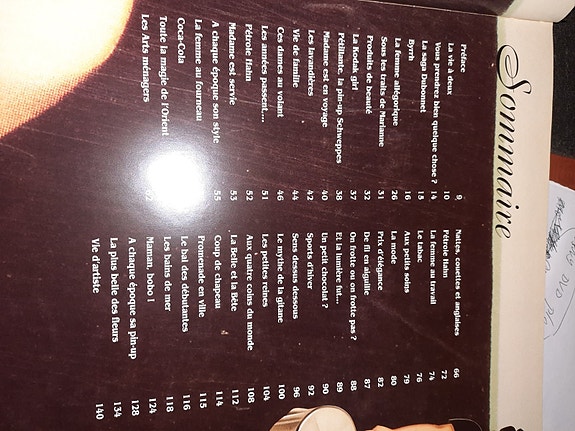 Sommaire
Préface 9
La vie à deux 10
Vous prendrez bien quelque chose ? 14
La saga Dubonnet 15
Byrrh 16
La femme allégorique 26
Sous les traits de Marianne 31
Produits de beauté 32
La Kodak girl 37
Pétillante, la pin-up Schweppes 38
Madame est en voyage 40
Les lavandières 42
Vie de famille 44
Ces dames au volant 46
Les années passent.... 51
Pétrole Hahn 52
Madame est servie 53
A chaque époque son style 55
La femme au fourneau
Coca-Cola
Toute la magie de l'Orient
Les Arts ménagers 62
Nattes, couettes et anglaises 66
Pétrole Hahn 72
La femme au travail 74
Le tabac 76
Aux petits soins 79
La mode 80
Prix d'élégance 82
De fil en aiguille 87
On frotte ou on frotte pas ? 88
Et la lumière fut... 89
Un petit chocolat ? 90
Sports d'hiver 92
Sens dessus dessous 96
Le mythe de la gitane 100
Les petites reines 104
Aux quatre coins du monde 108
La Belle et la Bête 112
Coup de chapeau 114
Promenade en ville 115
Le bal des débutantes 116
Les bains de mer 118
Maman, bobo ! 124
A chaque époque sa pin-up 128
La plus belle des fleurs 134
Vie d'artiste 140
DVD